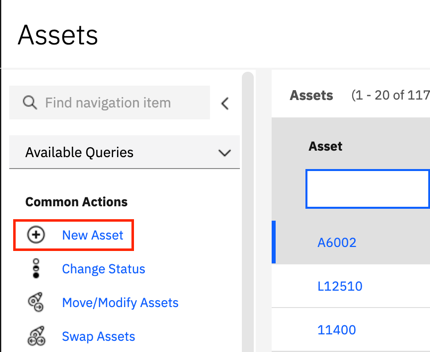 Assets
Find navigation item
Available Queries
Common Actions
New Asset
Change Status
Move/Modify Assets
Swap Assets
Assets (1 - 20 of 117
Asset
A6002
L12510
11400